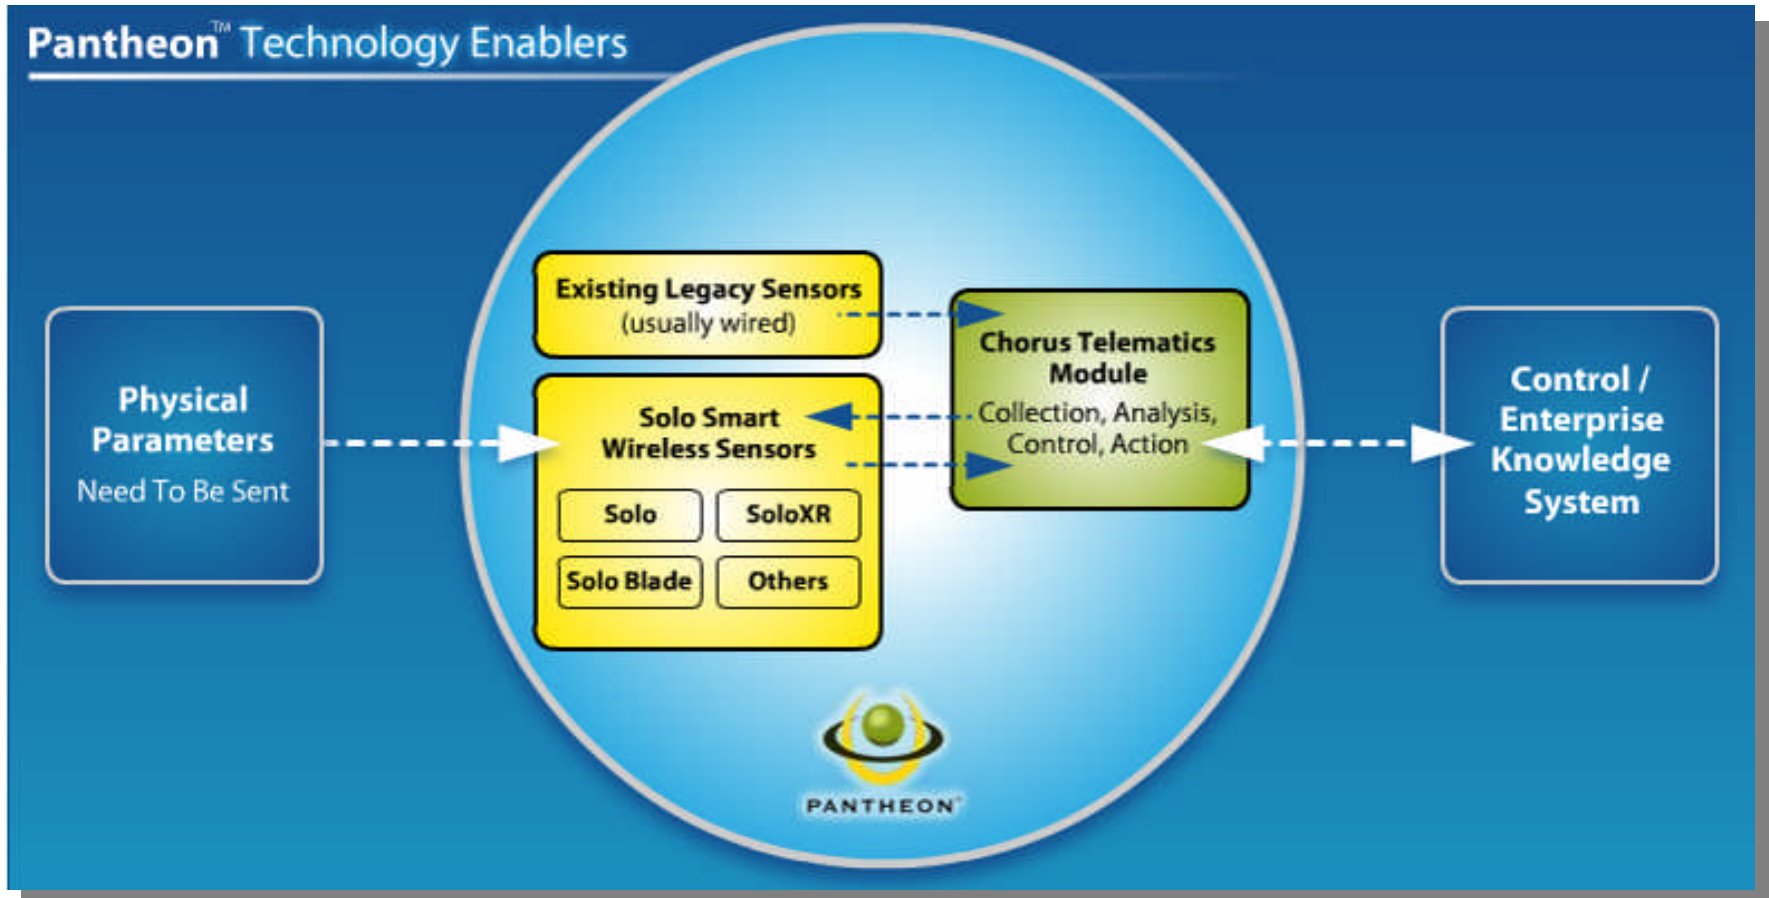 Pantheon™ Technology Enablers
Existing Legacy Sensors
(usually wired)
Physical
Parameters
Need To Be Sent
Solo Smart
Wireless Sensors
Solo
SoloXR
Solo Blade
Others
Chorus Telematics
Module
Collection, Analysis,
Control, Action
Control /
Enterprise
Knowledge
System
PANTHEON™